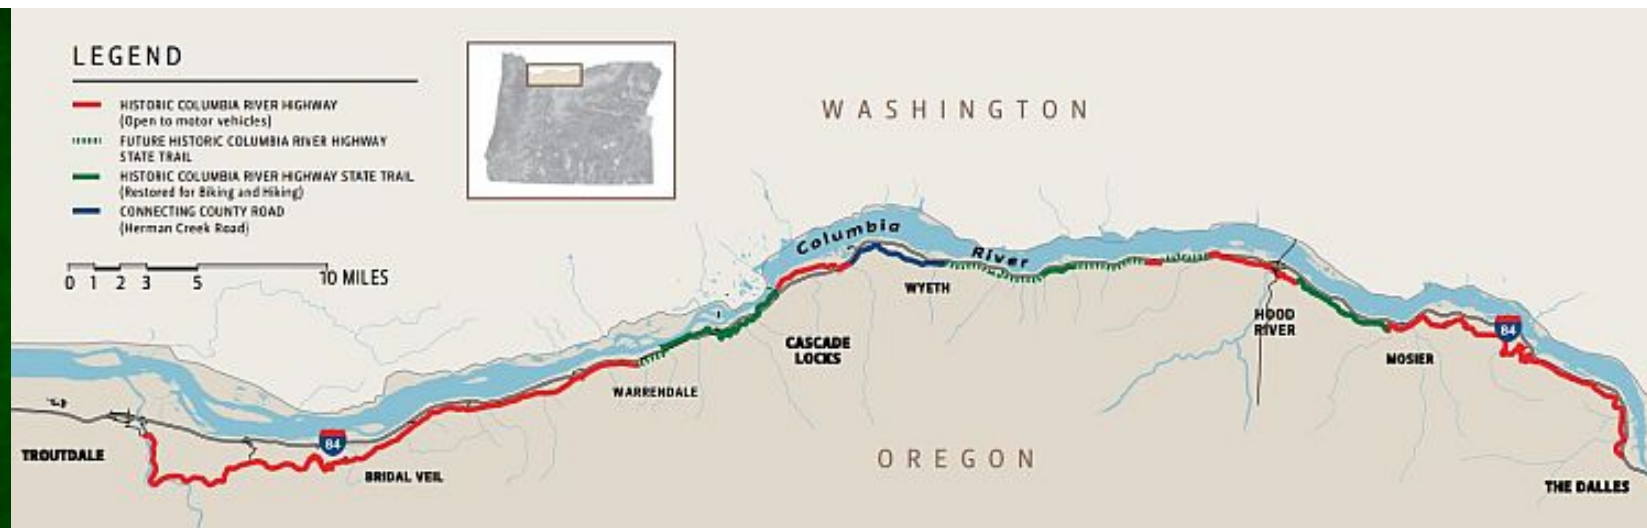 LEGEND
HISTORIC COLUMBIA RIVER HIGHWAY
(Open to motor vehicles)
FUTURE HISTORIC COLUMBIA RIVER HIGHWAY
STATE TRAIL
HISTORIC COLUMBIA RIVER HIGHWAY STATE TRAIL
(Restored for Biking and Hiking)
CONNECTING COUNTY ROAD
(Herman Creek Road)
0 1 2 3 5 10 MILES
WASHINGTON
Columbia
River
WYETH
CASCADE
LOCKS
HOOD
RIVER
84
MOSIER
WARRENDALE
84
TROUTDALE
BRIDAL VEIL
OREGON
THE DALLES